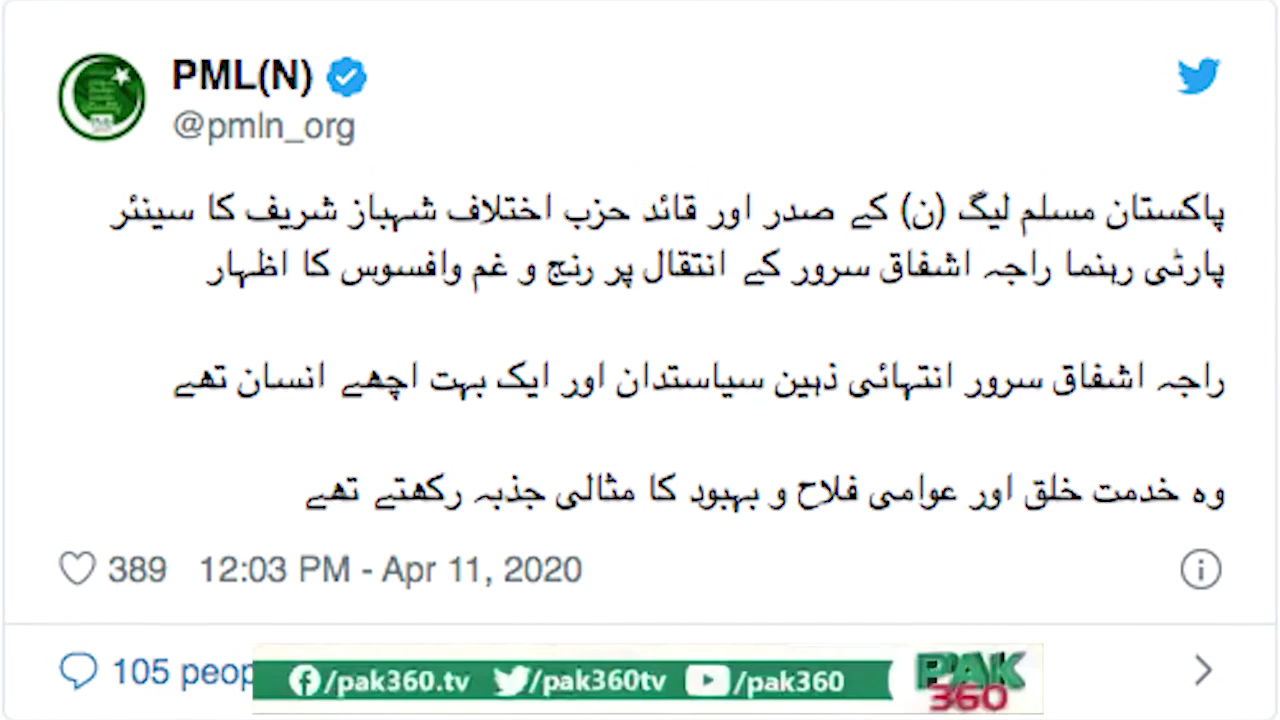 PML(N)
@pmln_org
پاکستان مسلم لیگ (ن) کے صدر اور قائد حزب اختلاف شہباز شریف کا سینئر
پارٹی رہنما راجہ اشفاق سرور کے انتقال پر رنج و غم وافسوس کا اظہار
راجہ اشفاق سرور انتہائی ذہین سیاستدان اور ایک بہت اچھے انسان تھے
وہ خدمت خلق اور عوامی فلاح و بہبود کا مثالی جذبہ رکھتے تھے
389 12:03 PM - Apr 11, 2020
105 peop
/pak360.tv /pak360tv /pak360
PAK
360